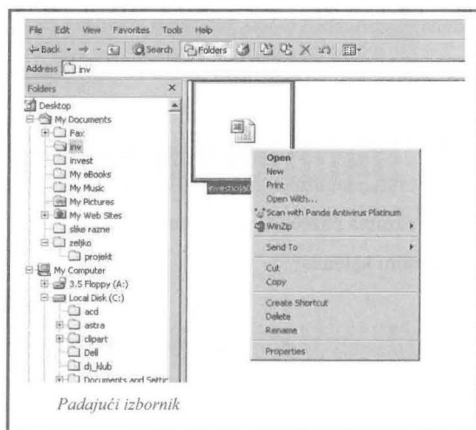 File Edit View Favorites Tools Help
Back Search Folders
Address inv
Folders
Desktop
My Documents
Fax
inv
invest
My eBooks
My Music
My Pictures
My Web Sites
slike razne
zeljko
projekt
My Computer
3.5 Floppy (A:)
Local Disk (C:)
acd
astra
clipart
Dell
dj_klub
Documents and Settin
Open
New
Print
Open With...
Scan with Panda Antivirus Platinum
WinZip
Send To
Cut
Copy
Create Shortcut
Delete
Rename
Properties
Padajući izbornik